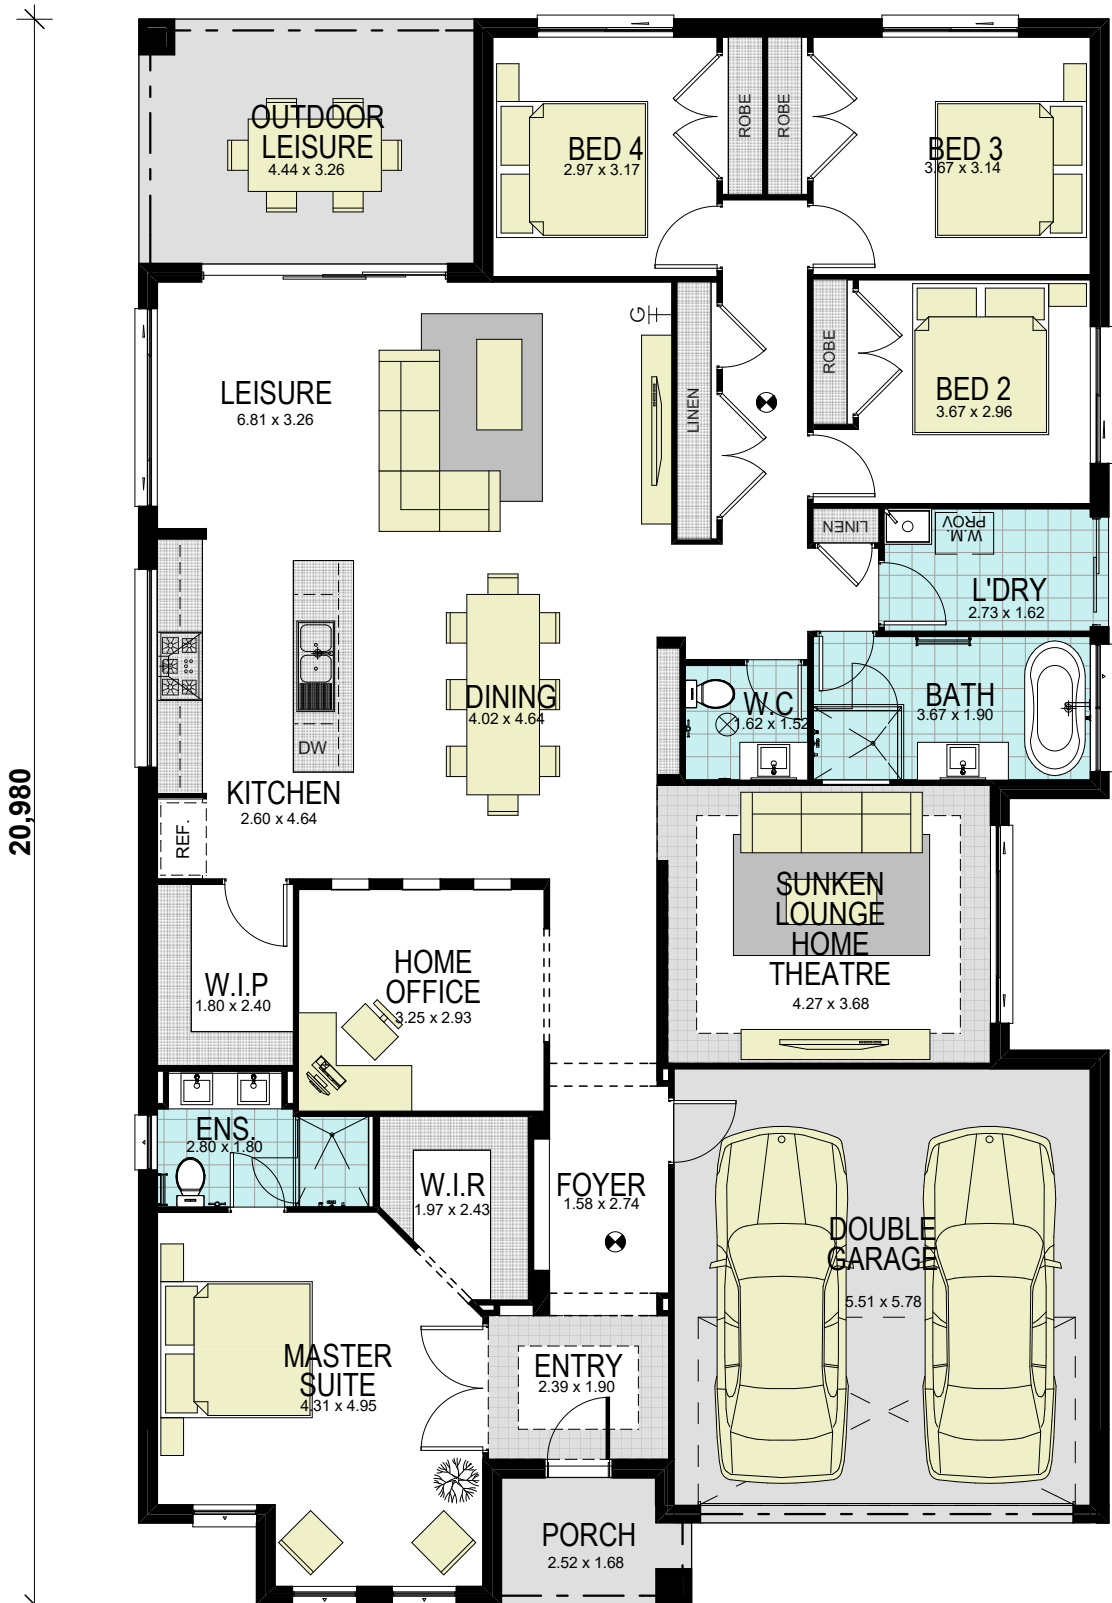 OUTDOOR
LEISURE
4.44 x 3.26
BED 4
2.97 x 3.17
ROBE
ROBE
BED 3
3.67 x 3.14
G
LEISURE
6.81 x 3.26
LINEN
ROBE
BED 2
3.67 x 2.96
LINEN
W.M.
PROV
L'DRY
2.73 x 1.62
DINING
4.02 x 4.64
W.C
1.62 x 1.52
BATH
3.67 x 1.90
DW
KITCHEN
2.60 x 4.64
REF.
20,980
SUNKEN
LOUNGE
HOME
THEATRE
4.27 x 3.68
W.I.P
1.80 x 2.40
HOME
OFFICE
3.25 x 2.93
ENS.
2.80 x 1.80
W.I.R
1.97 x 2.43
FOYER
1.58 x 2.74
DOUBLE
GARAGE
5.51 x 5.78
MASTER
SUITE
4.31 x 4.95
ENTRY
2.39 x 1.90
PORCH
2.52 x 1.68